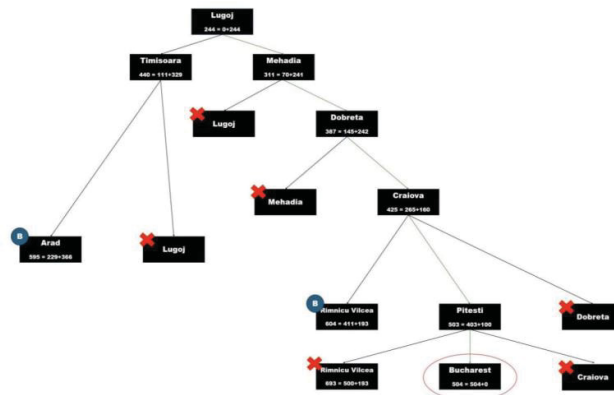 Lugoj
244 = 0+244
Timisoara
440 = 111+329
Mehadia
311 = 70+241
Lugoj
Dobreta
387 = 145+242
Mehadia
Craiova
425 = 265+160
B
Arad
595 = 229+366
Lugoj
B
Rimnicu Vilcea
604 = 411+193
Pitesti
503 = 403+100
Dobreta
Rimnicu Vilcea
693 = 500+193
Bucharest
504 = 504+0
Craiova